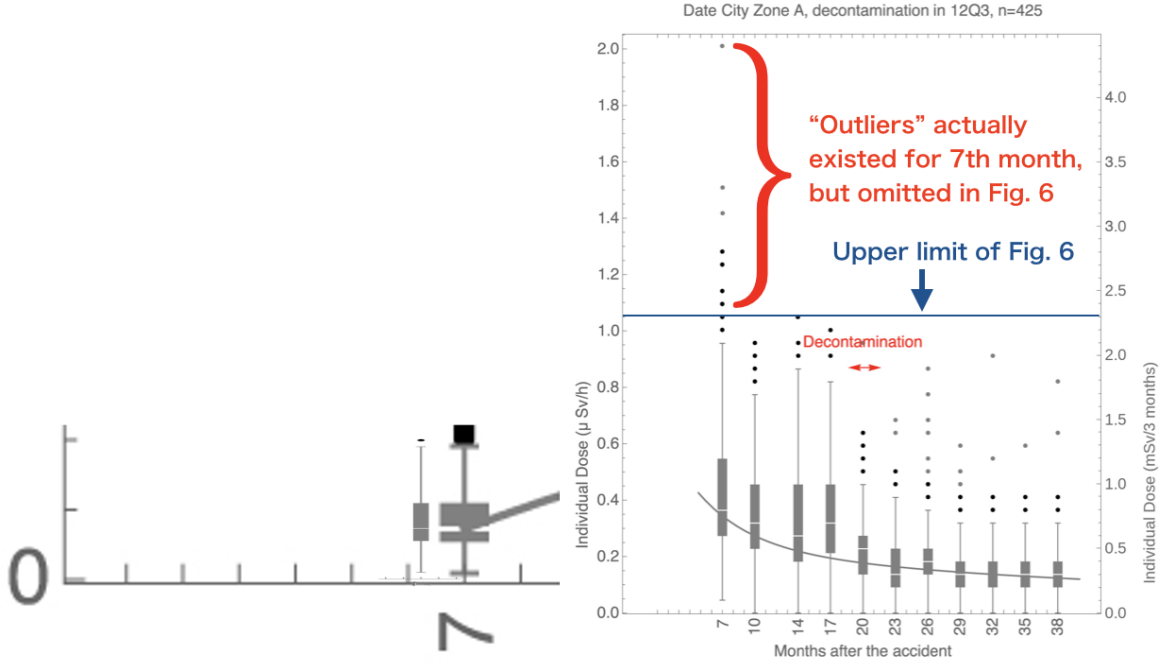 0
7
Date City Zone A, decontamination in 12Q3, n=425
2.0
1.8
1.6
1.4
1.2
1.0
0.8
0.6
0.4
0.2
0.0
Individual Dose (μ Sv/h)
“Outliers” actually
existed for 7th month,
but omitted in Fig. 6
Upper limit of Fig. 6
Decontamination
4.0
3.5
3.0
2.5
2.0
1.5
1.0
0.5
0.0
Individual Dose (mSv/3 months)
7 10 14 17 20 23 26 29 32 35 38
Months after the accident